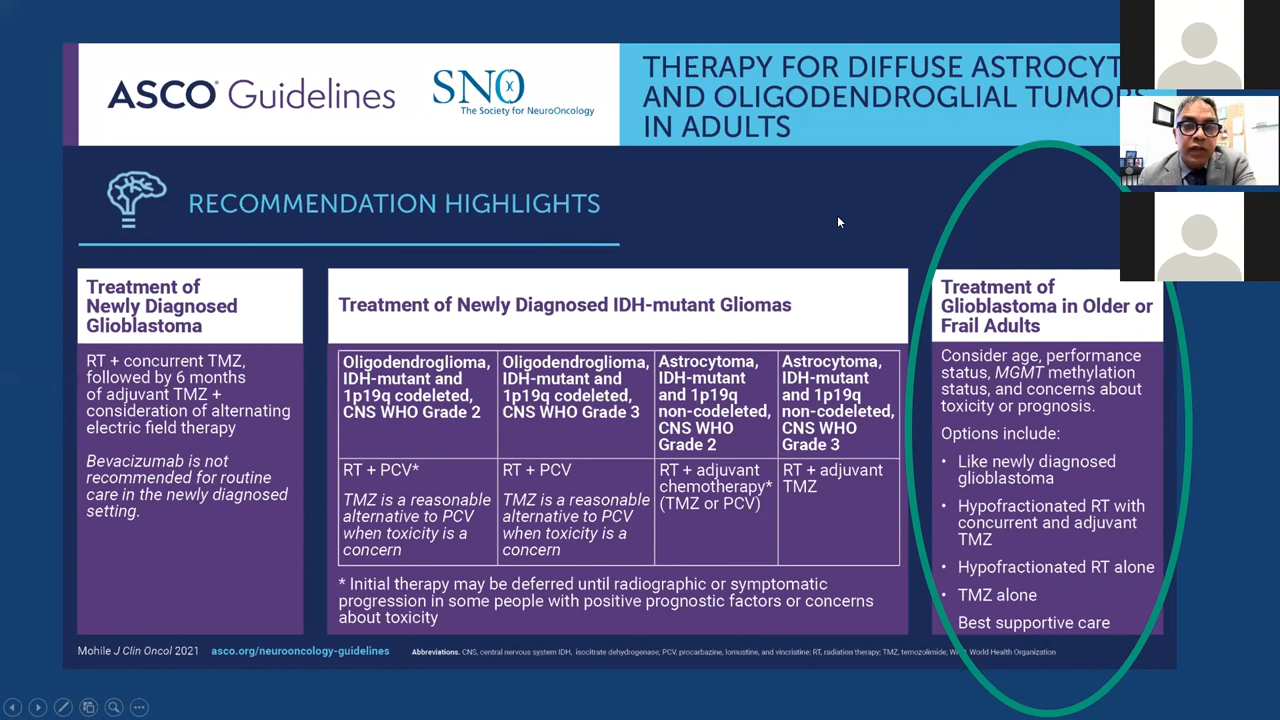 ASCO Guidelines
SNO
The Society for NeuroOncology
THERAPY FOR DIFFUSE ASTROCYT
AND OLIGODENDROGLIAL TUMORS
IN ADULTS
RECOMMENDATION HIGHLIGHTS
Treatment of
Newly Diagnosed
Glioblastoma
RT + concurrent TMZ,
followed by 6 months
of adjuvant TMZ +
consideration of alternating
electric field therapy
Bevacizumab is not
recommended for routine
care in the newly diagnosed
setting.
Treatment of Newly Diagnosed IDH-mutant Gliomas
Oligodendroglioma,
IDH-mutant and
1p19q codeleted,
CNS WHO Grade 2
RT + PCV*
TMZ is a reasonable
alternative to PCV
when toxicity is a
concern
Oligodendroglioma,
IDH-mutant and
1p19q codeleted,
CNS WHO Grade 3
RT + PCV
TMZ is a reasonable
alternative to PCV
when toxicity is a
concern
Astrocytoma,
IDH-mutant
and 1p19q
non-codeleted,
CNS WHO
Grade 2
RT + adjuvant
chemotherapy*
(TMZ or PCV)
Astrocytoma,
IDH-mutant
and 1p19q
non-codeleted,
CNS WHO
Grade 3
RT + adjuvant
TMZ
* Initial therapy may be deferred until radiographic or symptomatic
progression in some people with positive prognostic factors or concerns
about toxicity
Treatment of
Glioblastoma in Older or
Frail Adults
Consider age, performance
status, MGMT methylation
status, and concerns about
toxicity or prognosis.
Options include:
• Like newly diagnosed
glioblastoma
• Hypofractionated RT with
concurrent and adjuvant
TMZ
• Hypofractionated RT alone
• TMZ alone
Best supportive care
Mohile J Clin Oncol 2021
asco.org/neurooncology-guidelines
Abbreviations. CNS, central nervous system IDH, isocitrate dehydrogenase; PCV, procarbazine, lomustine, and vincristine; RT, radiation therapy; TMZ, temozolimide; World Health Organization